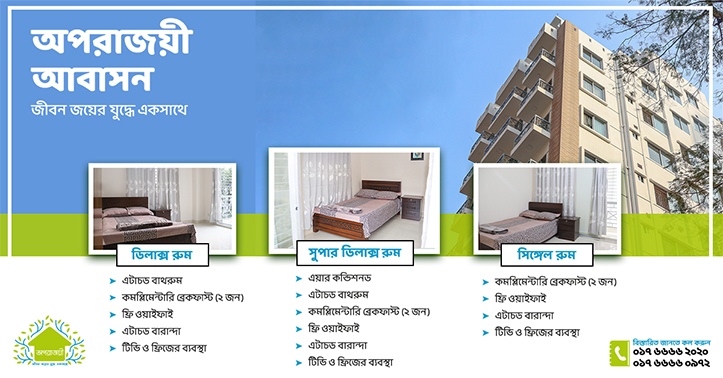 অপরাজয়ী
আবাসন
জীবন জয়ের যুদ্ধে একসাথে
ডিলাক্স রুম
এটাচড বাথরুম
কমপ্লিমেন্টারি ব্রেকফাস্ট (২ জন)
ফ্রি ওয়াইফাই
এটাচড বারান্দা
টিভি ও ফ্রিজের ব্যবস্থা
সুপার ডিলাক্স রুম
এয়ার কন্ডিশনড
এটাচড বাথরুম
কমপ্লিমেন্টারি ব্রেকফাস্ট (২ জন)
ফ্রি ওয়াইফাই
এটাচড বারান্দা
টিভি ও ফ্রিজের ব্যবস্থা
সিঙ্গেল রুম
কমপ্লিমেন্টারি ব্রেকফাস্ট (২ জন)
ফ্রি ওয়াইফাই
এটাচড বারান্দা
টিভি ও ফ্রিজের ব্যবস্থা
অপরাজয়ী
বিস্তারিত জানতে কল করুন
০১৭ ৬৬৬৬ ২০২০
০১৭ ৬৬৬৬ ০৯৭২